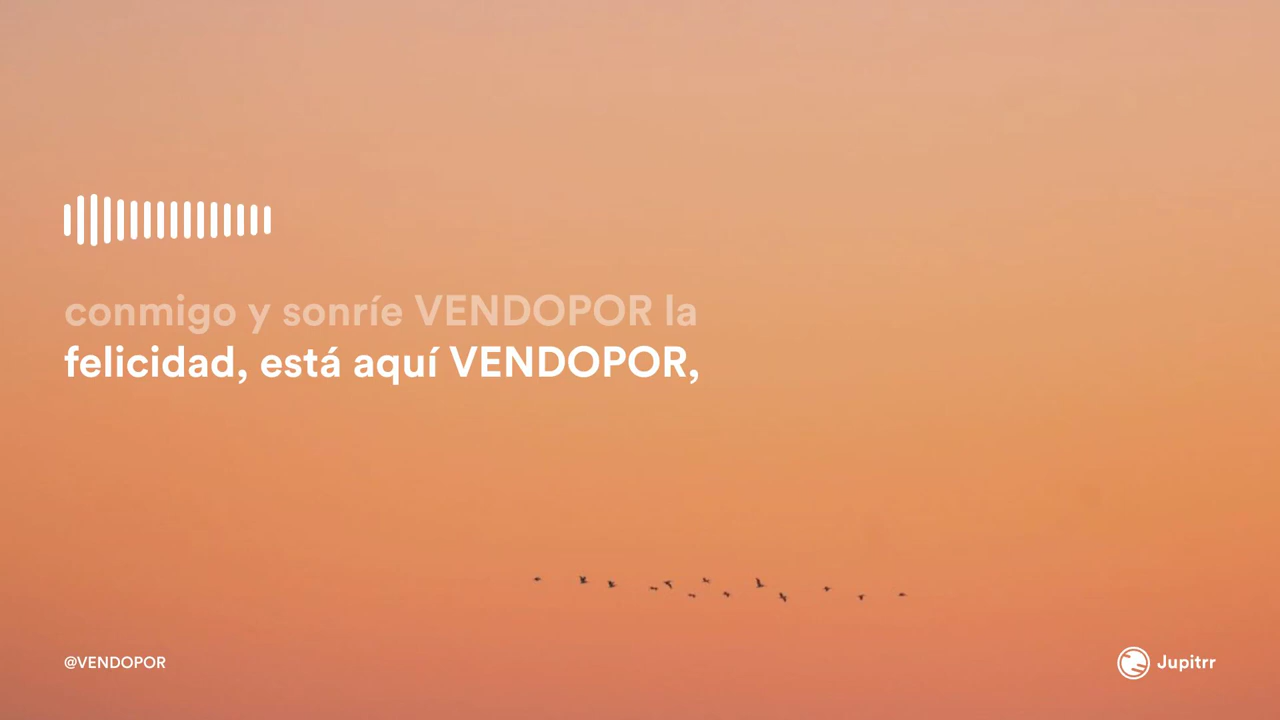 conmigo y sonríe VENDOPOR la
felicidad, está aquí VENDOPOR,
@VENDOPOR
Jupitrr